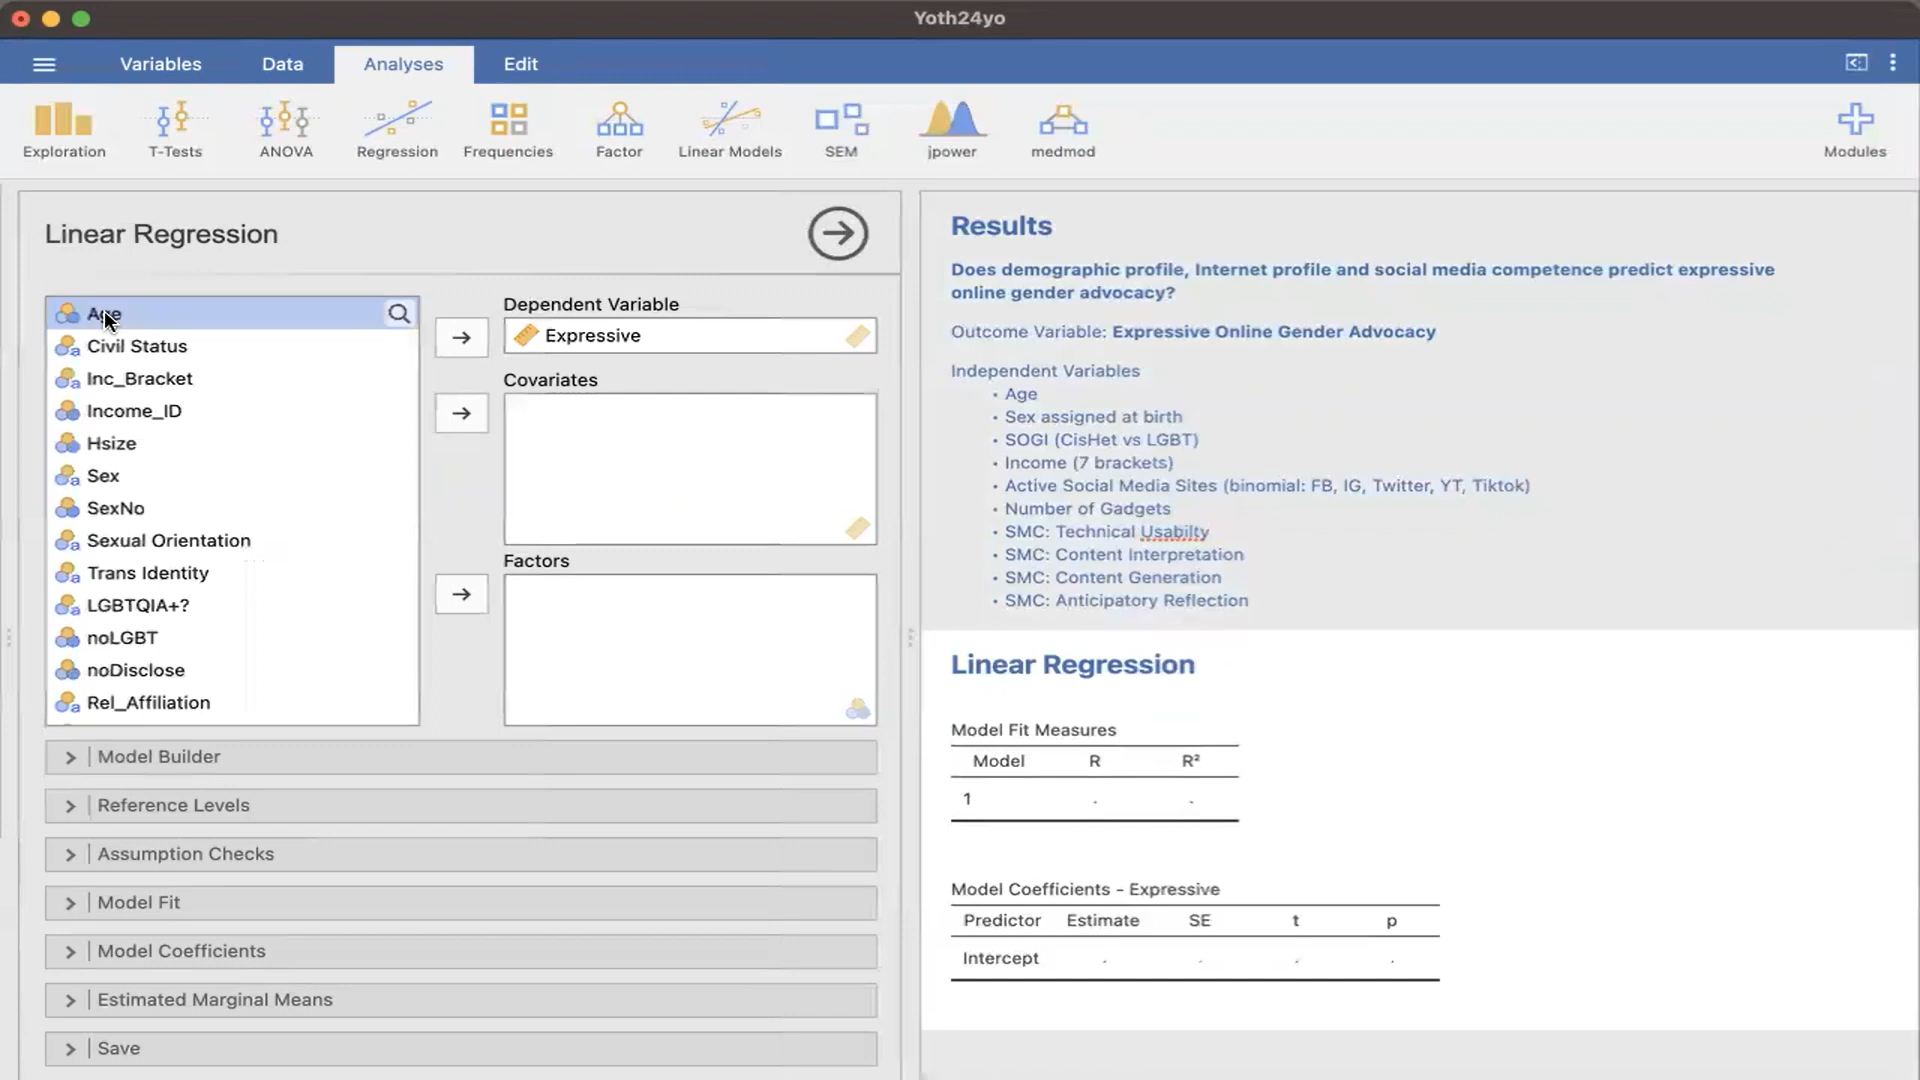 Yoth24yo
Variables
Data
Analyses
Edit
Exploration
T-Tests
ANOVA
Regression
Frequencies
Factor
Linear Models
SEM
jpower
medmod
Modules
Linear Regression
Age
Civil Status
Inc_Bracket
Income_ID
Hsize
Sex
SexNo
Sexual Orientation
Trans Identity
LGBTQIA+?
noLGBT
noDisclose
Rel_Affiliation
Dependent Variable
Expressive
Covariates
Factors
Model Builder
Reference Levels
Assumption Checks
Model Fit
Model Coefficients
Estimated Marginal Means
Save
Results
Does demographic profile, Internet profile and social media competence predict expressive
online gender advocacy?
Outcome Variable: Expressive Online Gender Advocacy
Independent Variables
• Age
• Sex assigned at birth
• SOGI (CisHet vs LGBT)
• Income (7 brackets)
• Active Social Media Sites (binomial: FB, IG, Twitter, YT, Tiktok)
• Number of Gadgets
• SMC: Technical Usabilty
• SMC: Content Interpretation
• SMC: Content Generation
• SMC: Anticipatory Reflection
Linear Regression
Model Fit Measures
Model R R²
1 . .
Model Coefficients - Expressive
Predictor Estimate SE t p
Intercept . . . .